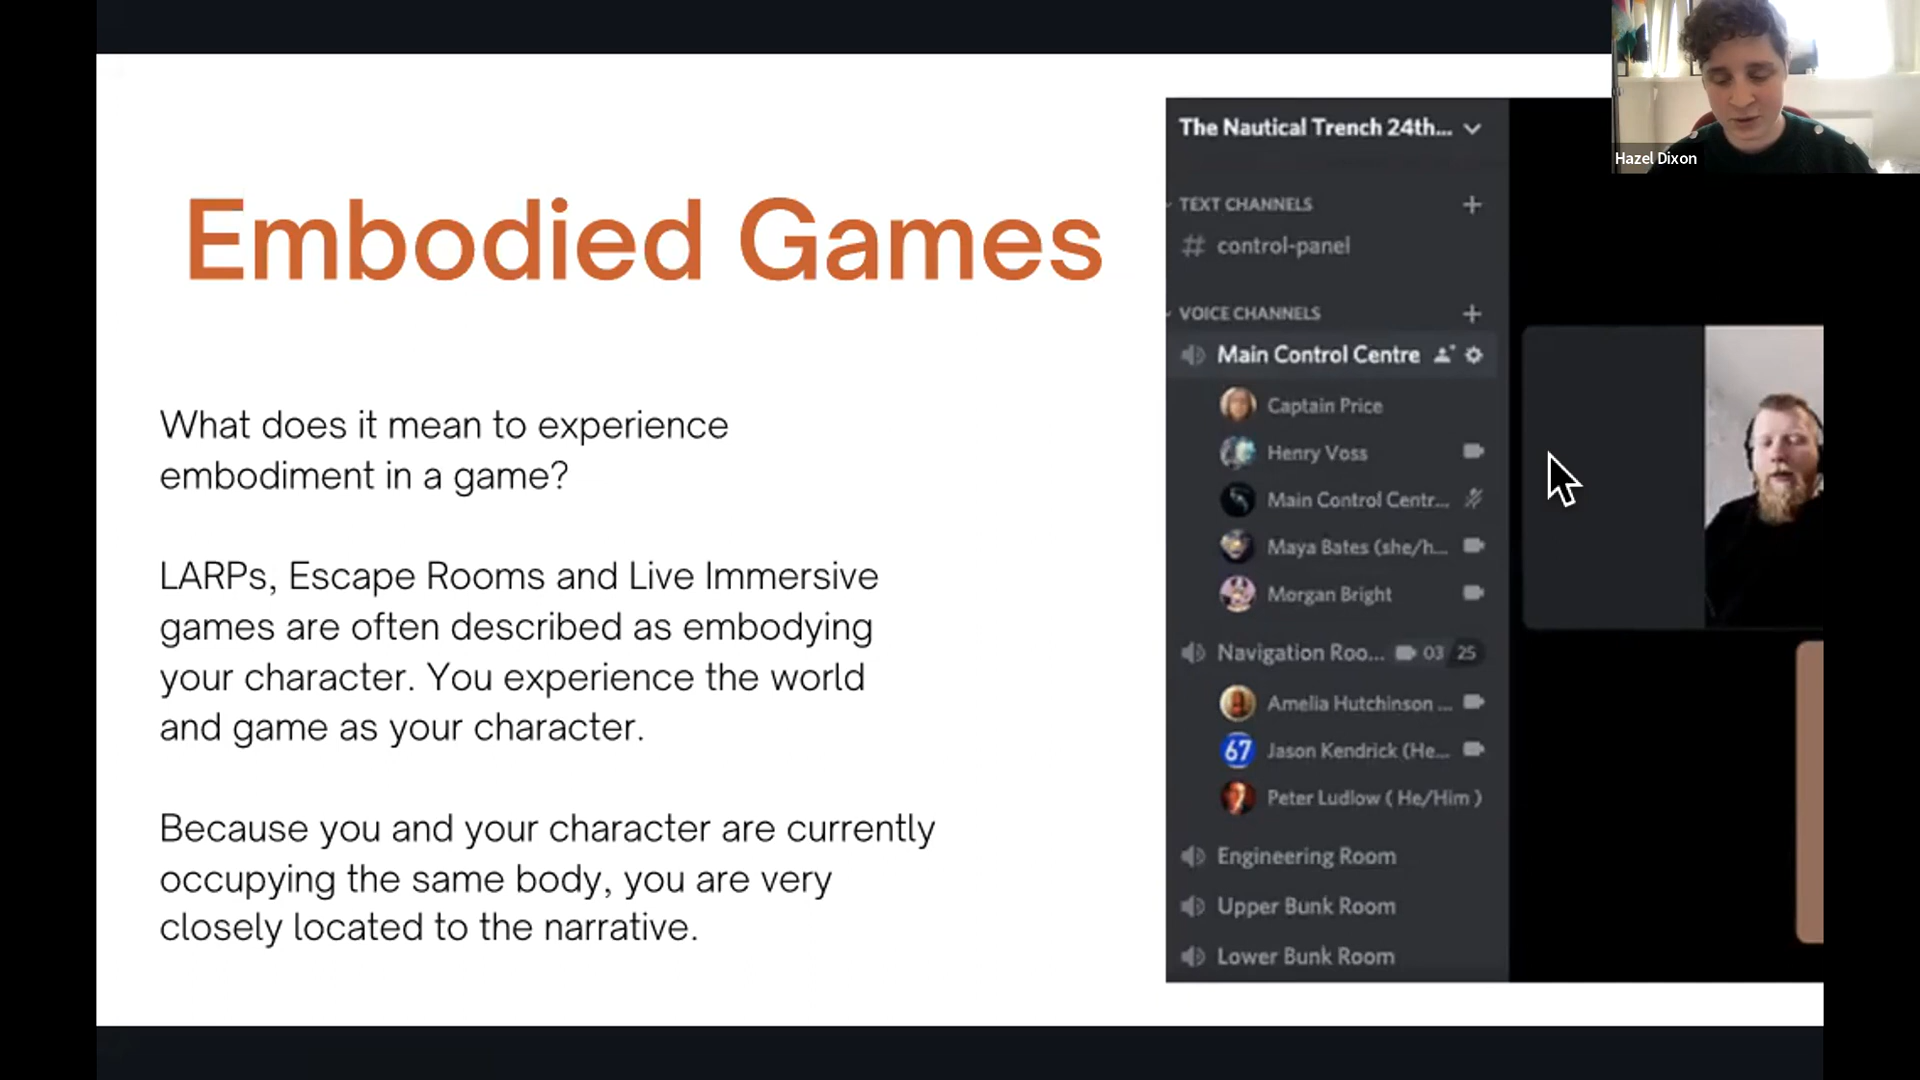 Embodied Games
What does it mean to experience
embodiment in a game?
LARPs, Escape Rooms and Live Immersive
games are often described as embodying
your character. You experience the world
and game as your character.
Because you and your character are currently
occupying the same body, you are very
closely located to the narrative.
The Nautical Trench 24th...
TEXT CHANNELS
# control-panel
VOICE CHANNELS
Main Control Centre
Captain Price
Henry Voss
Main Control Centr...
Maya Bates (she/h...
Morgan Bright
Navigation Roo... 03 25
Amelia Hutchinson ...
67 Jason Kendrick (He...
Peter Ludlow ( He/Him )
Engineering Room
Upper Bunk Room
Lower Bunk Room
Hazel Dixon